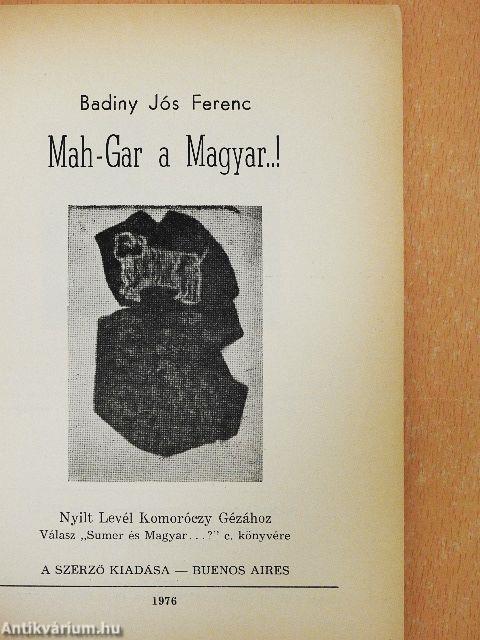 Badiny Jós Ferenc
Mah-Gar a Magyar..!
Nyilt Levél Komoróczy Gézához
Válasz „Sumer és Magyar...?" c. könyvére
A SZERZŐ KIADÁSA — BUENOS AIRES
1976
Antikvárium.hu